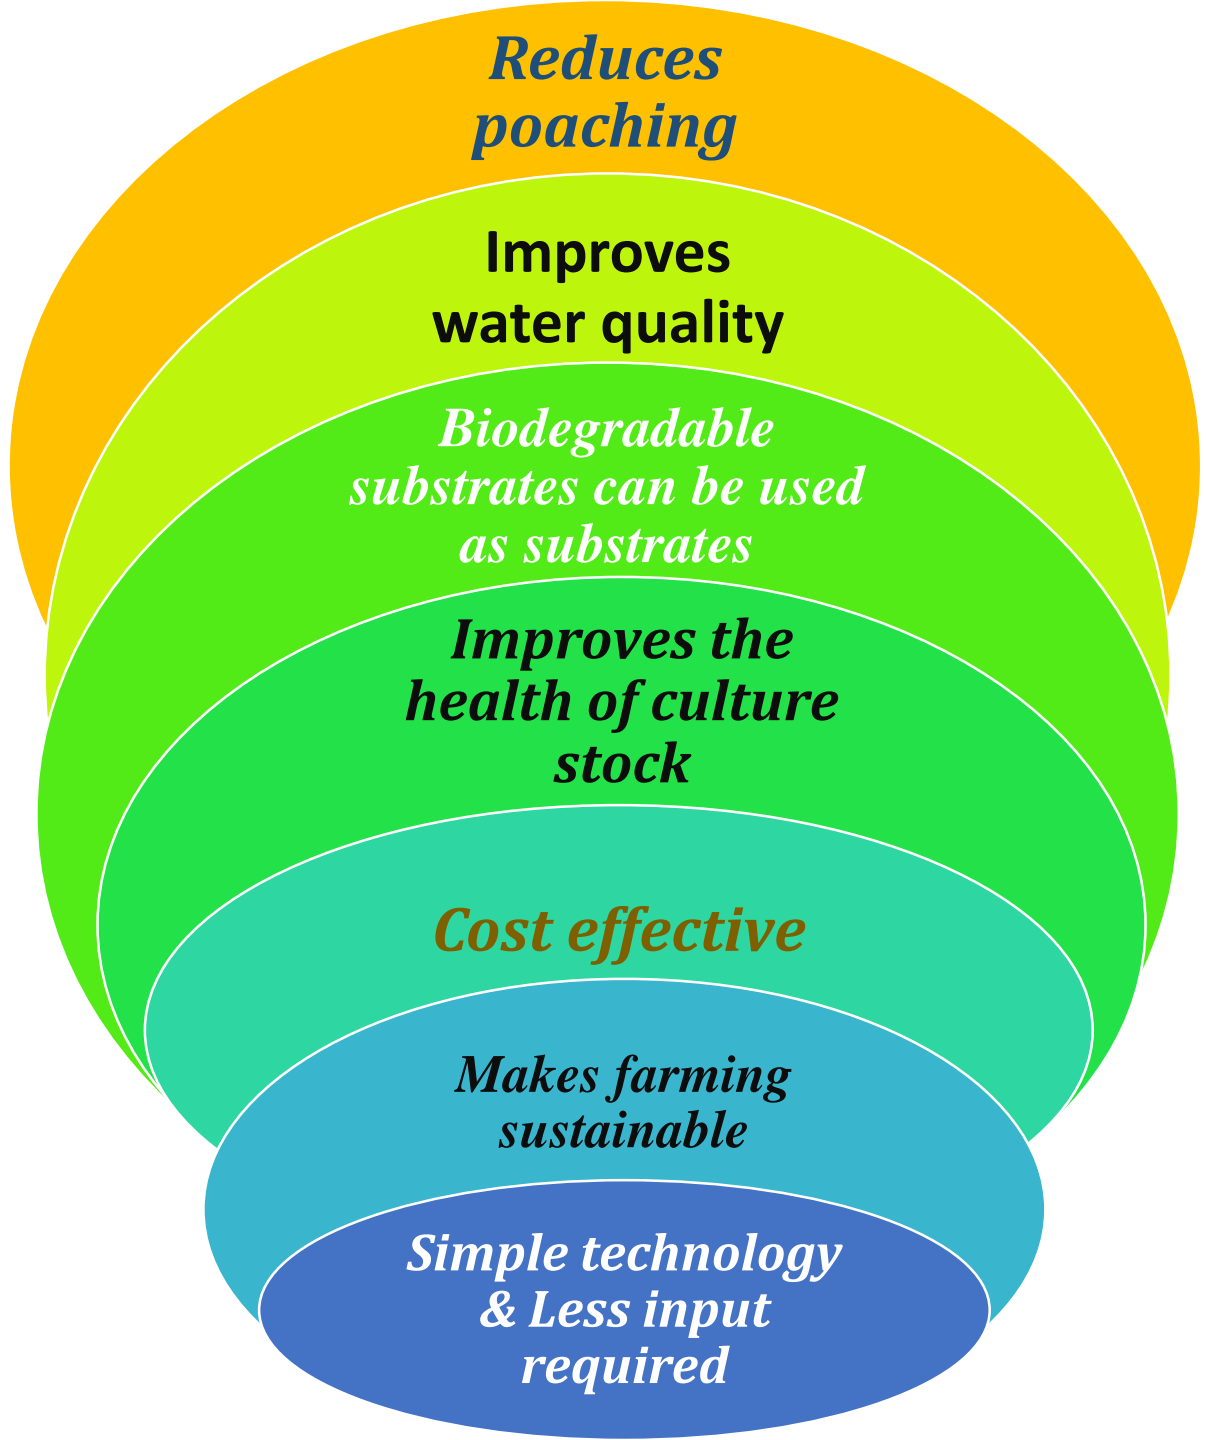 Reduces
poaching
Improves
water quality
Biodegradable
substrates can be used
as substrates
Improves the
health of culture
stock
Cost effective
Makes farming
sustainable
Simple technology
& Less input
required